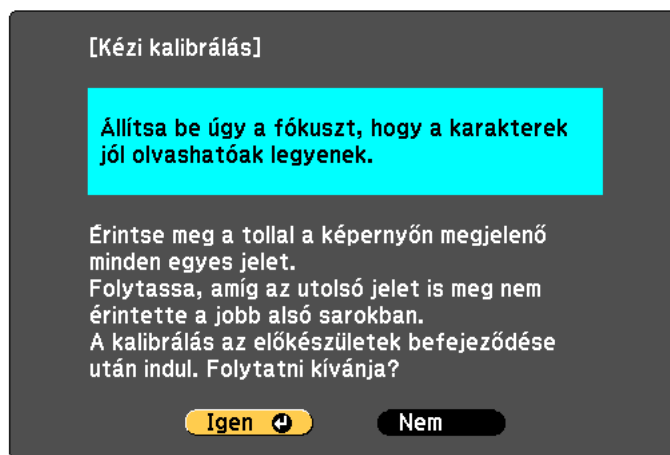 [Kézi kalibrálás]
Állítsa be úgy a fókuszt, hogy a karakterek
jól olvashatóak legyenek.
Érintse meg a tollal a képernyőn megjelenő
minden egyes jelet.
Folytassa, amíg az utolsó jelet is meg nem
érintette a jobb alsó sarokban.
A kalibrálás az előkészületek befejeződése
után indul. Folytatni kívánja?
Igen Nem